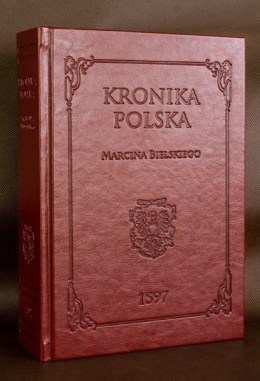 KRONIKA
POLSKA
MARCINA BIELSKIEGO
1597